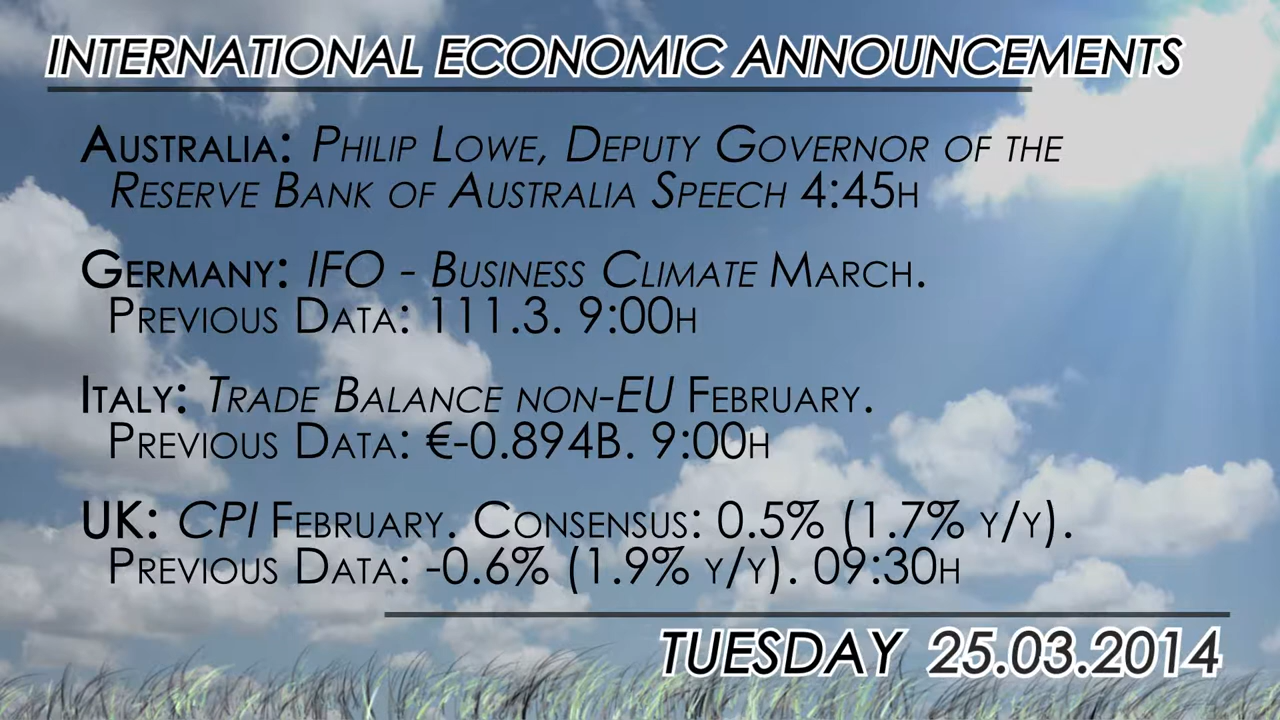 INTERNATIONAL ECONOMIC ANNOUNCEMENTS
AUSTRALIA: PHILIP LOWE, DEPUTY GOVERNOR OF THE
RESERVE BANK OF AUSTRALIA SPEECH 4:45H
GERMANY: IFO - BUSINESS CLIMATE MARCH.
PREVIOUS DATA: 111.3. 9:00H
ITALY: TRADE BALANCE NON-EU FEBRUARY.
PREVIOUS DATA: €-0.894B. 9:00H
UK: CPI FEBRUARY. CONSENSUS: 0.5% (1.7% Y/Y).
PREVIOUS DATA: -0.6% (1.9% Y/Y). 09:30H
TUESDAY 25.03.2014